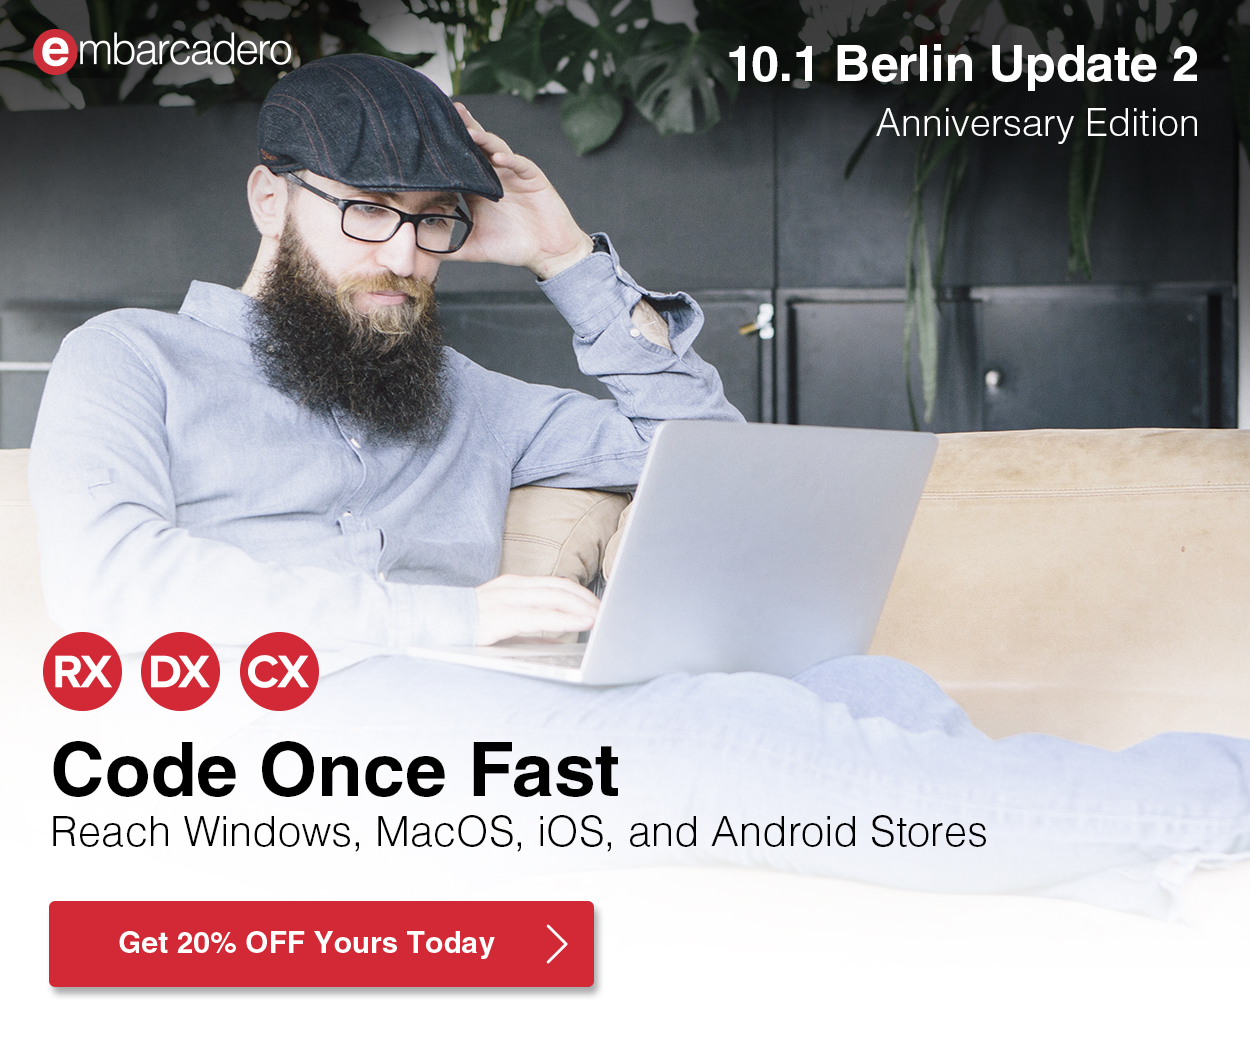 embarcadero
10.1 Berlin Update 2
Anniversary Edition
RX DX CX
Code Once Fast
Reach Windows, MacOS, iOS, and Android Stores
Get 20% OFF Yours Today